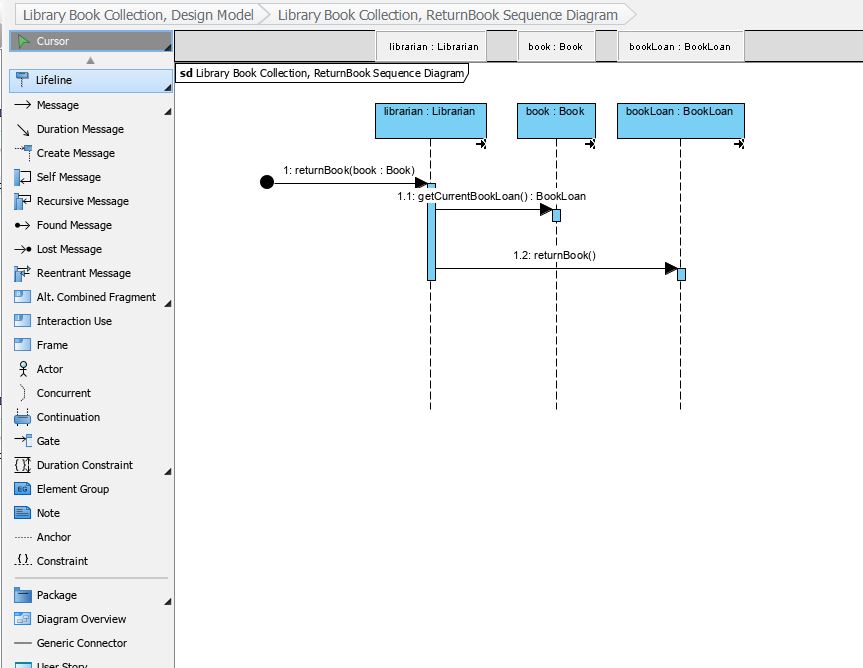 Library Book Collection, Design Model
Library Book Collection, ReturnBook Sequence Diagram
Cursor
librarian : Librarian
book : Book
bookLoan : BookLoan
sd Library Book Collection, ReturnBook Sequence Diagram
Lifeline
Message
Duration Message
Create Message
Self Message
Recursive Message
Found Message
Lost Message
Reentrant Message
Alt. Combined Fragment
Interaction Use
Frame
Actor
Concurrent
Continuation
Gate
Duration Constraint
EG Element Group
Note
Anchor
Constraint
Package
Diagram Overview
Generic Connector
User Story
librarian : Librarian
book : Book
bookLoan : BookLoan
1: returnBook(book : Book)
1.1: getCurrentBookLoan() : BookLoan
1.2: returnBook()